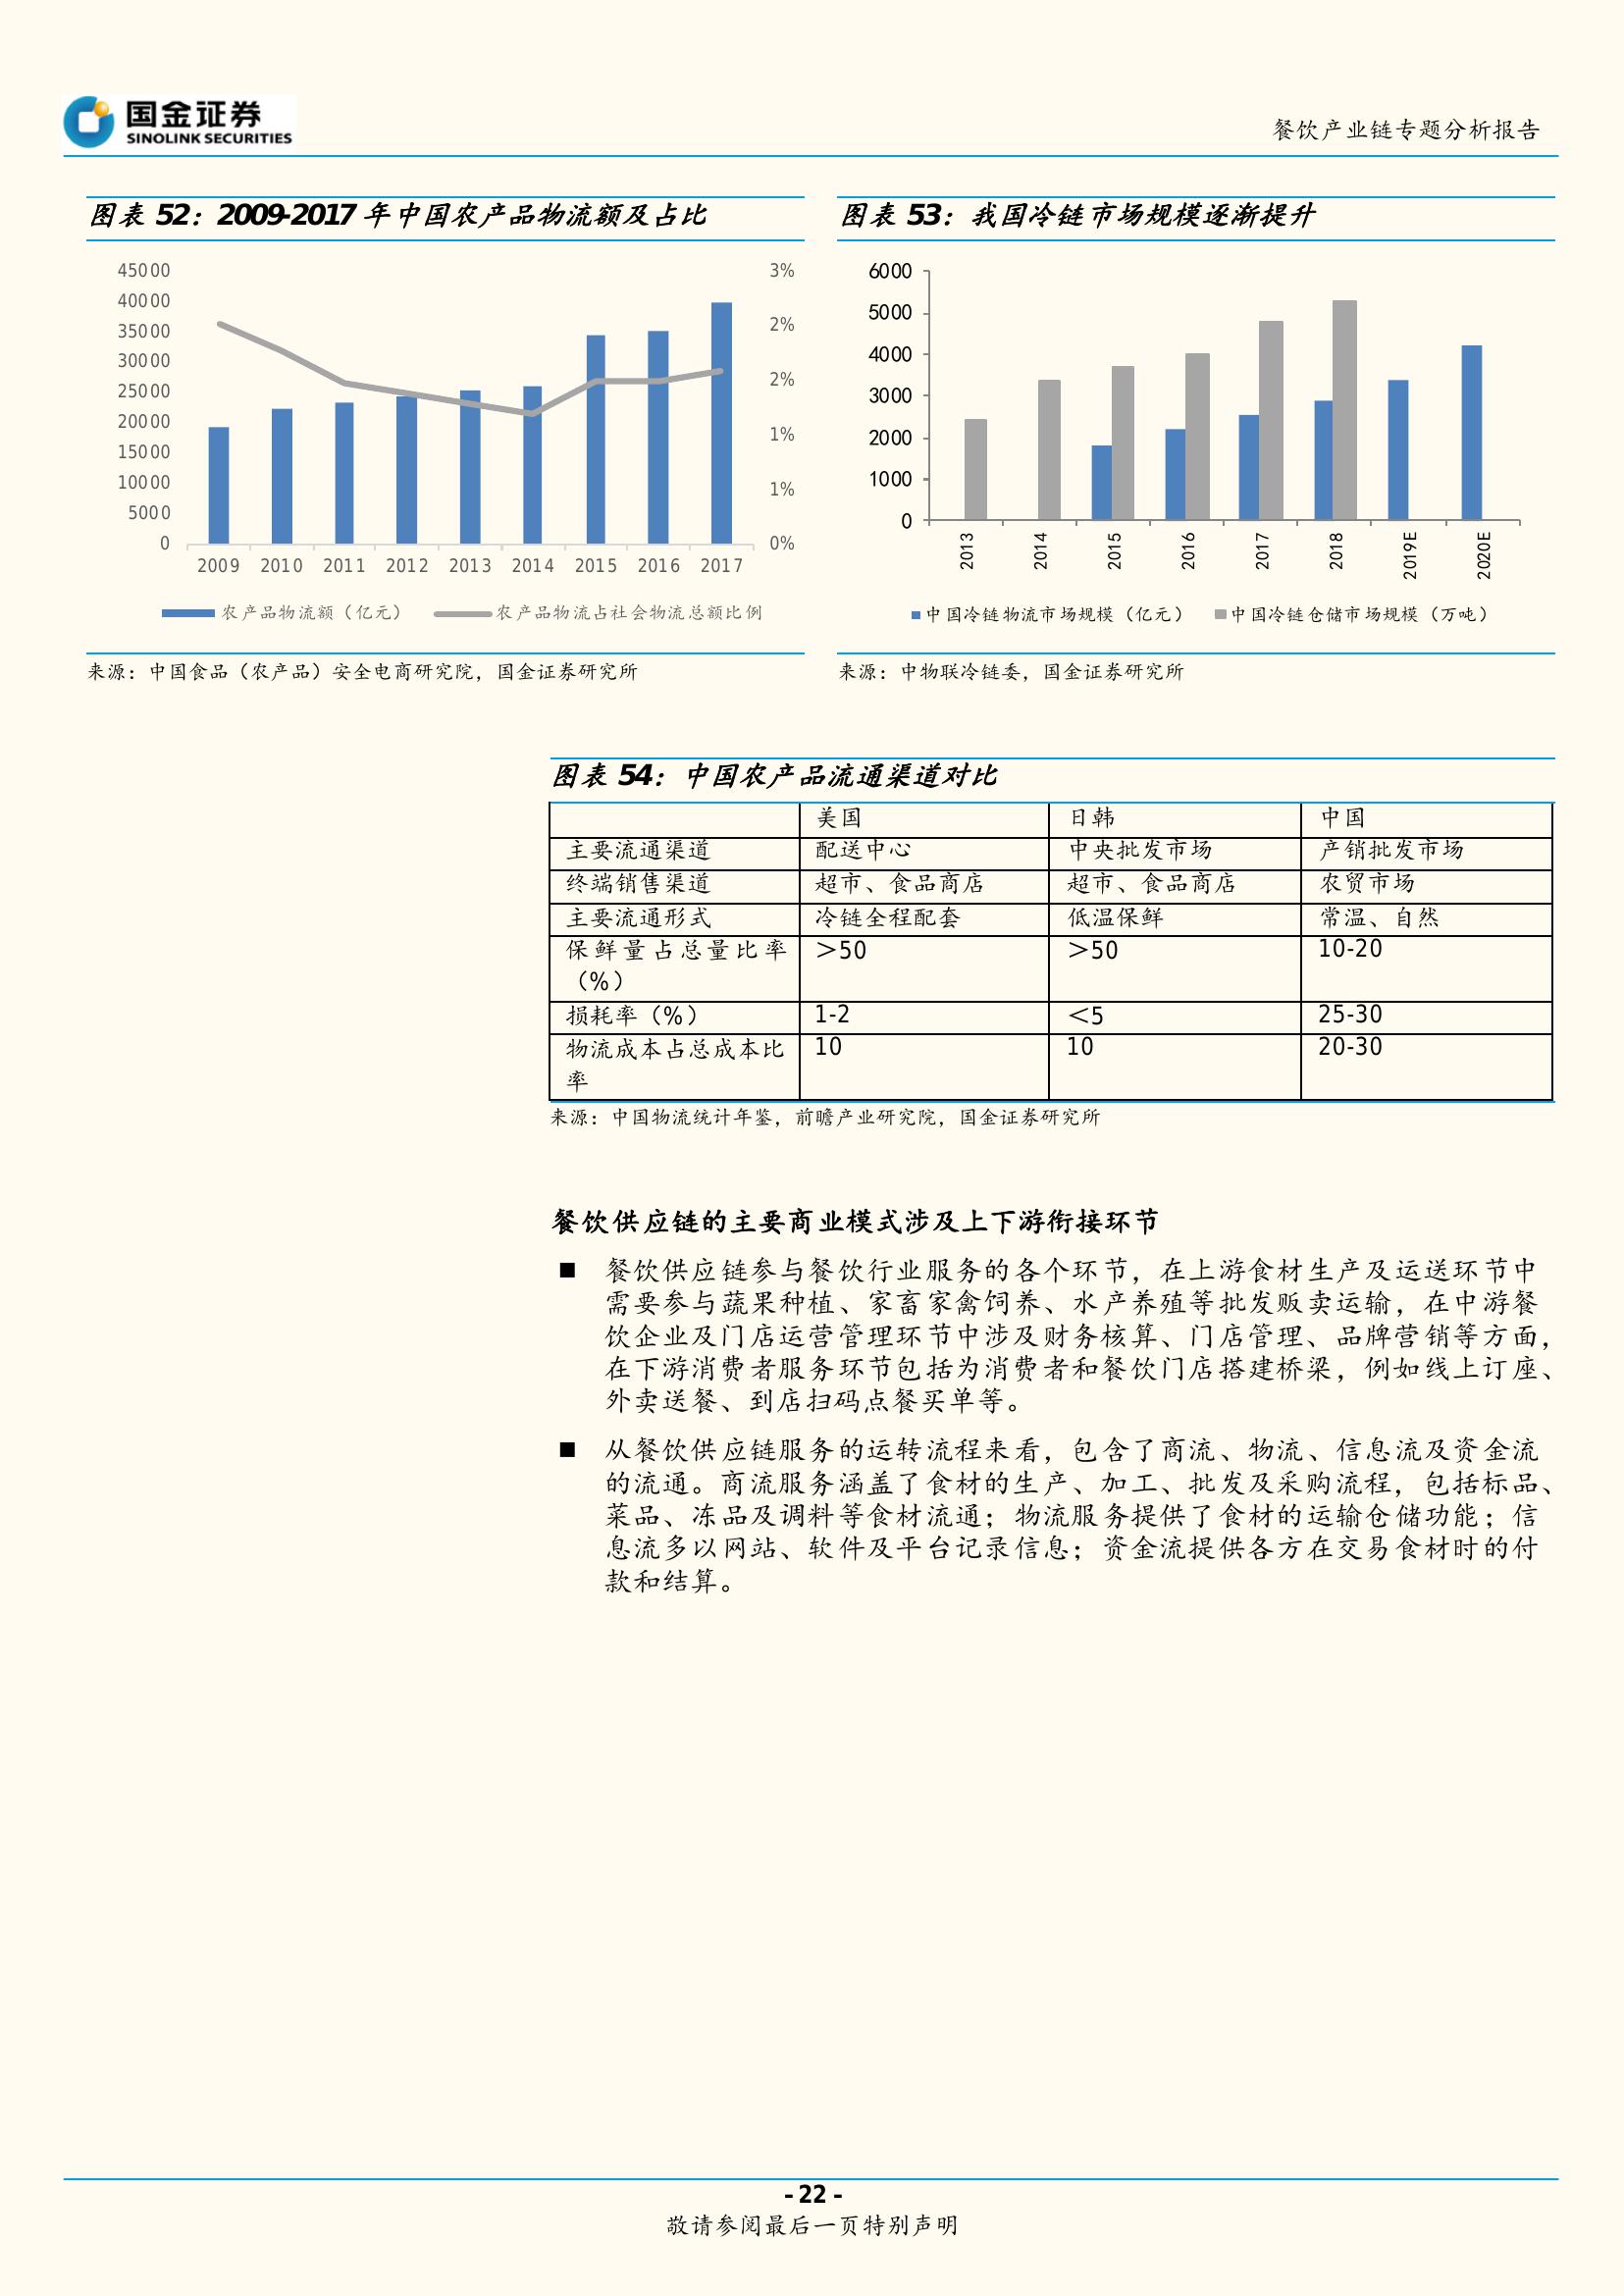 国金证券
SINOLINK SECURITIES
餐饮产业链专题分析报告
图表 52：2009-2017 年中国农产品物流额及占比
45000
40000
35000
30000
25000
20000
15000
10000
5000
0
3%
2%
2%
1%
1%
0%
2009 2010 2011 2012 2013 2014 2015 2016 2017
农产品物流额（亿元） 农产品物流占社会物流总额比例
来源：中国食品（农产品）安全电商研究院，国金证券研究所
图表 53：我国冷链市场规模逐渐提升
6000
5000
4000
3000
2000
1000
0
2013 2014 2015 2016 2017 2018 2019E 2020E
中国冷链物流市场规模（亿元） 中国冷链仓储市场规模（万吨）
来源：中物联冷链委，国金证券研究所
图表 54：中国农产品流通渠道对比
美国 日韩 中国
主要流通渠道 配送中心 中央批发市场 产销批发市场
终端销售渠道 超市、食品商店 超市、食品商店 农贸市场
主要流通形式 冷链全程配套 低温保鲜 常温、自然
保鲜量占总量比率 ＞50 ＞50 10-20
（%）
损耗率（%） 1-2 ＜5 25-30
物流成本占总成本比 10 10 20-30
率
来源：中国物流统计年鉴，前瞻产业研究院，国金证券研究所
餐饮供应链的主要商业模式涉及上下游衔接环节
■ 餐饮供应链参与餐饮行业服务的各个环节，在上游食材生产及运送环节中
需要参与蔬果种植、家畜家禽饲养、水产养殖等批发贩卖运输，在中游餐
饮企业及门店运营管理环节中涉及财务核算、门店管理、品牌营销等方面，
在下游消费者服务环节包括为消费者和餐饮门店搭建桥梁，例如线上订座、
外卖送餐、到店扫码点餐买单等。
■ 从餐饮供应链服务的运转流程来看，包含了商流、物流、信息流及资金流
的流通。商流服务涵盖了食材的生产、加工、批发及采购流程，包括标品、
菜品、冻品及调料等食材流通；物流服务提供了食材的运输仓储功能；信
息流多以网站、软件及平台记录信息；资金流提供各方在交易食材时的付
款和结算。
- 22 -
敬请参阅最后一页特别声明